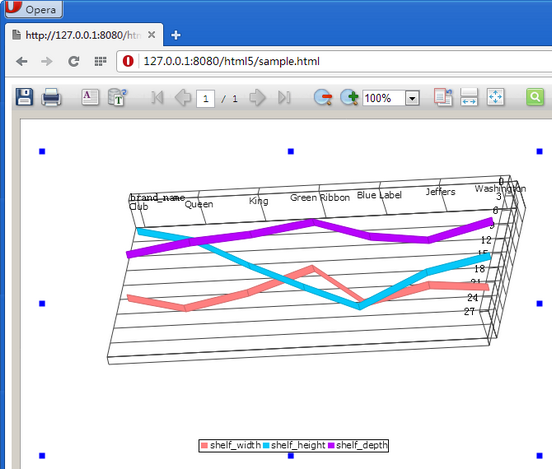 Opera
http://127.0.0.1:8080/html
127.0.0.1:8080/html5/sample.html
1 / 1
100%
brand_name
Club
Queen
King
Green Ribbon
Blue Label
Jeffers
Washington
0
3
6
9
12
15
18
21
24
27
shelf_width shelf_height shelf_depth